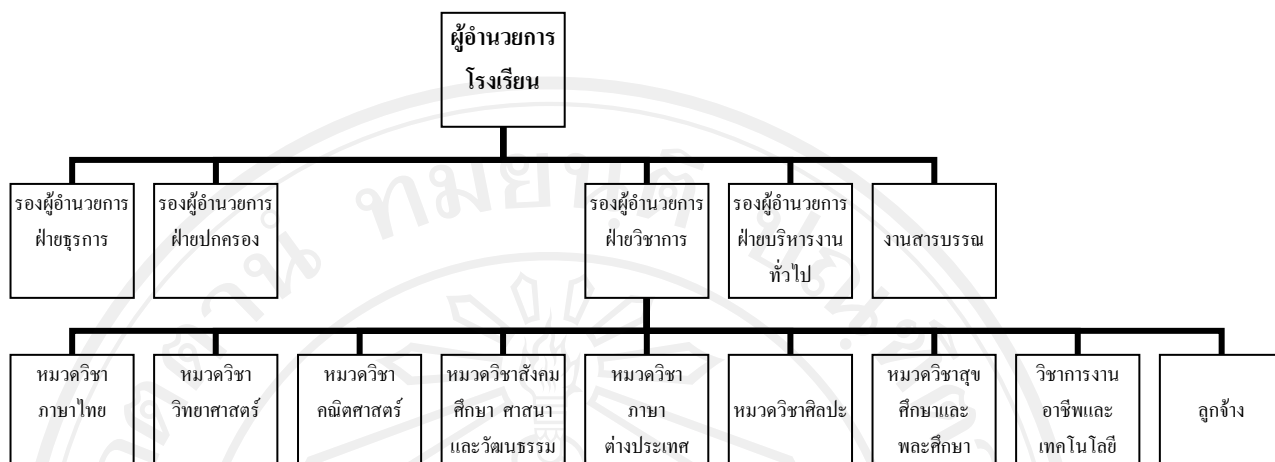 ผู้อำนวยการ
โรงเรียน
รองผู้อำนวยการ
ฝ่ายธุรการ
รองผู้อำนวยการ
ฝ่ายปกครอง
รองผู้อำนวยการ
ฝ่ายวิชาการ
รองผู้อำนวยการ
ฝ่ายบริหารงาน
ทั่วไป
งานสารบรรณ
หมวดวิชา
ภาษาไทย
หมวดวิชา
วิทยาศาสตร์
หมวดวิชา
คณิตศาสตร์
หมวดวิชาสังคม
ศึกษา ศาสนา
และวัฒนธรรม
หมวดวิชา
ภาษา
ต่างประเทศ
หมวดวิชาศิลปะ
หมวดวิชาสุข
ศึกษาและ
พละศึกษา
วิชาการงาน
อาชีพและ
เทคโนโลยี
ลูกจ้าง